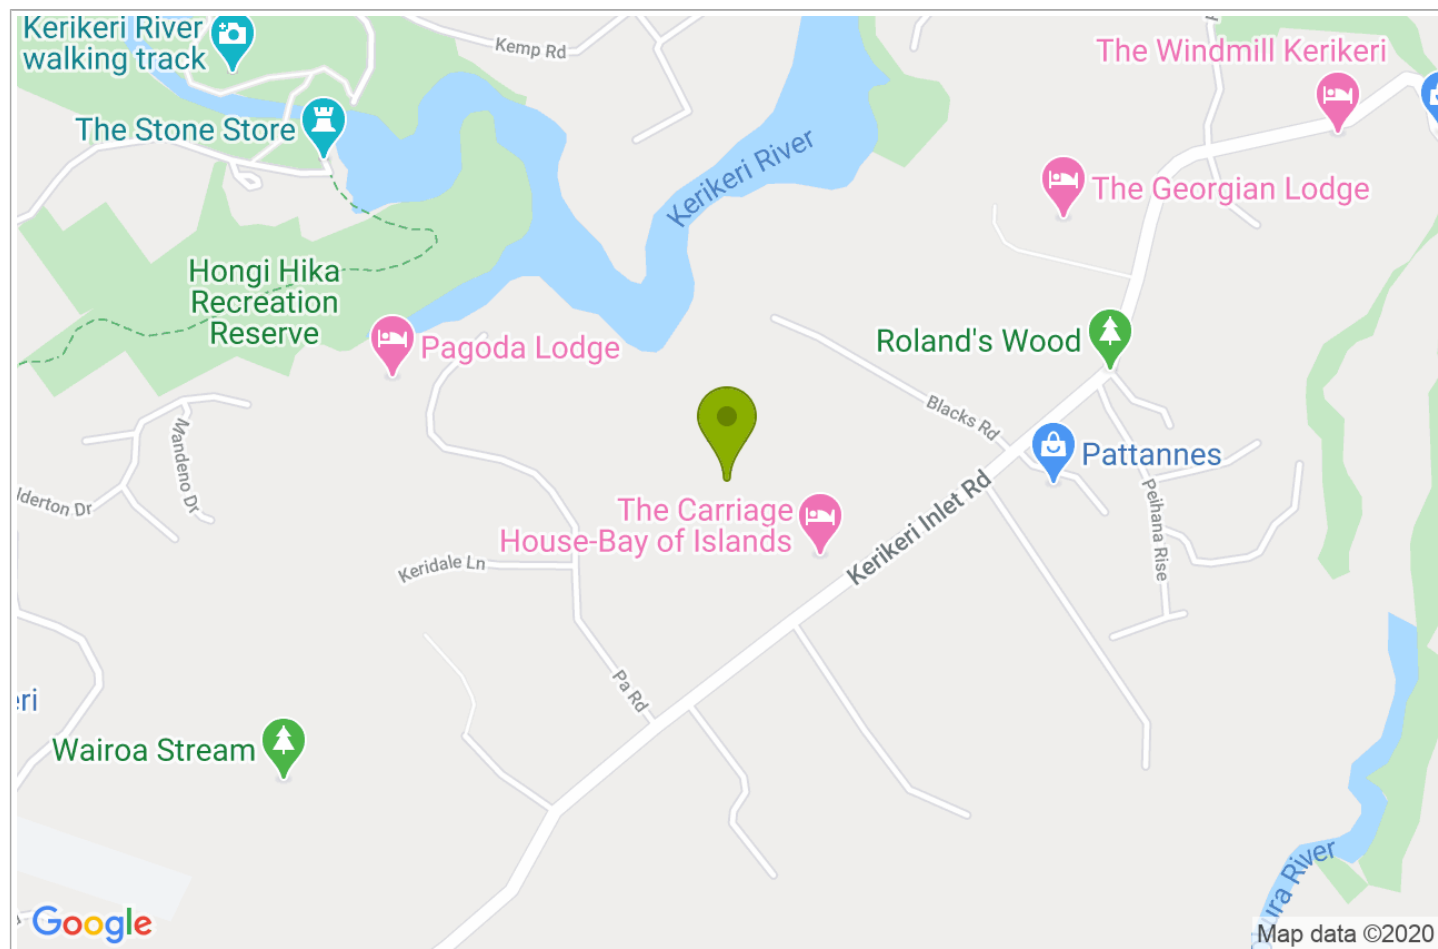 Kerikeri River
walking track
Kemp Rd
The Windmill Kerikeri
The Stone Store
Kerikeri River
The Georgian Lodge
Hongi Hika
Recreation
Reserve
Pagoda Lodge
Roland's Wood
Blacks Rd
Mandeno Dr
Pattannes
lderton Dr
The Carriage
House-Bay of Islands
Kerikeri Inlet Rd
Peihana Rise
Keridale Ln
Pa Rd
eri
Wairoa Stream
ura River
Google
Map data ©2020